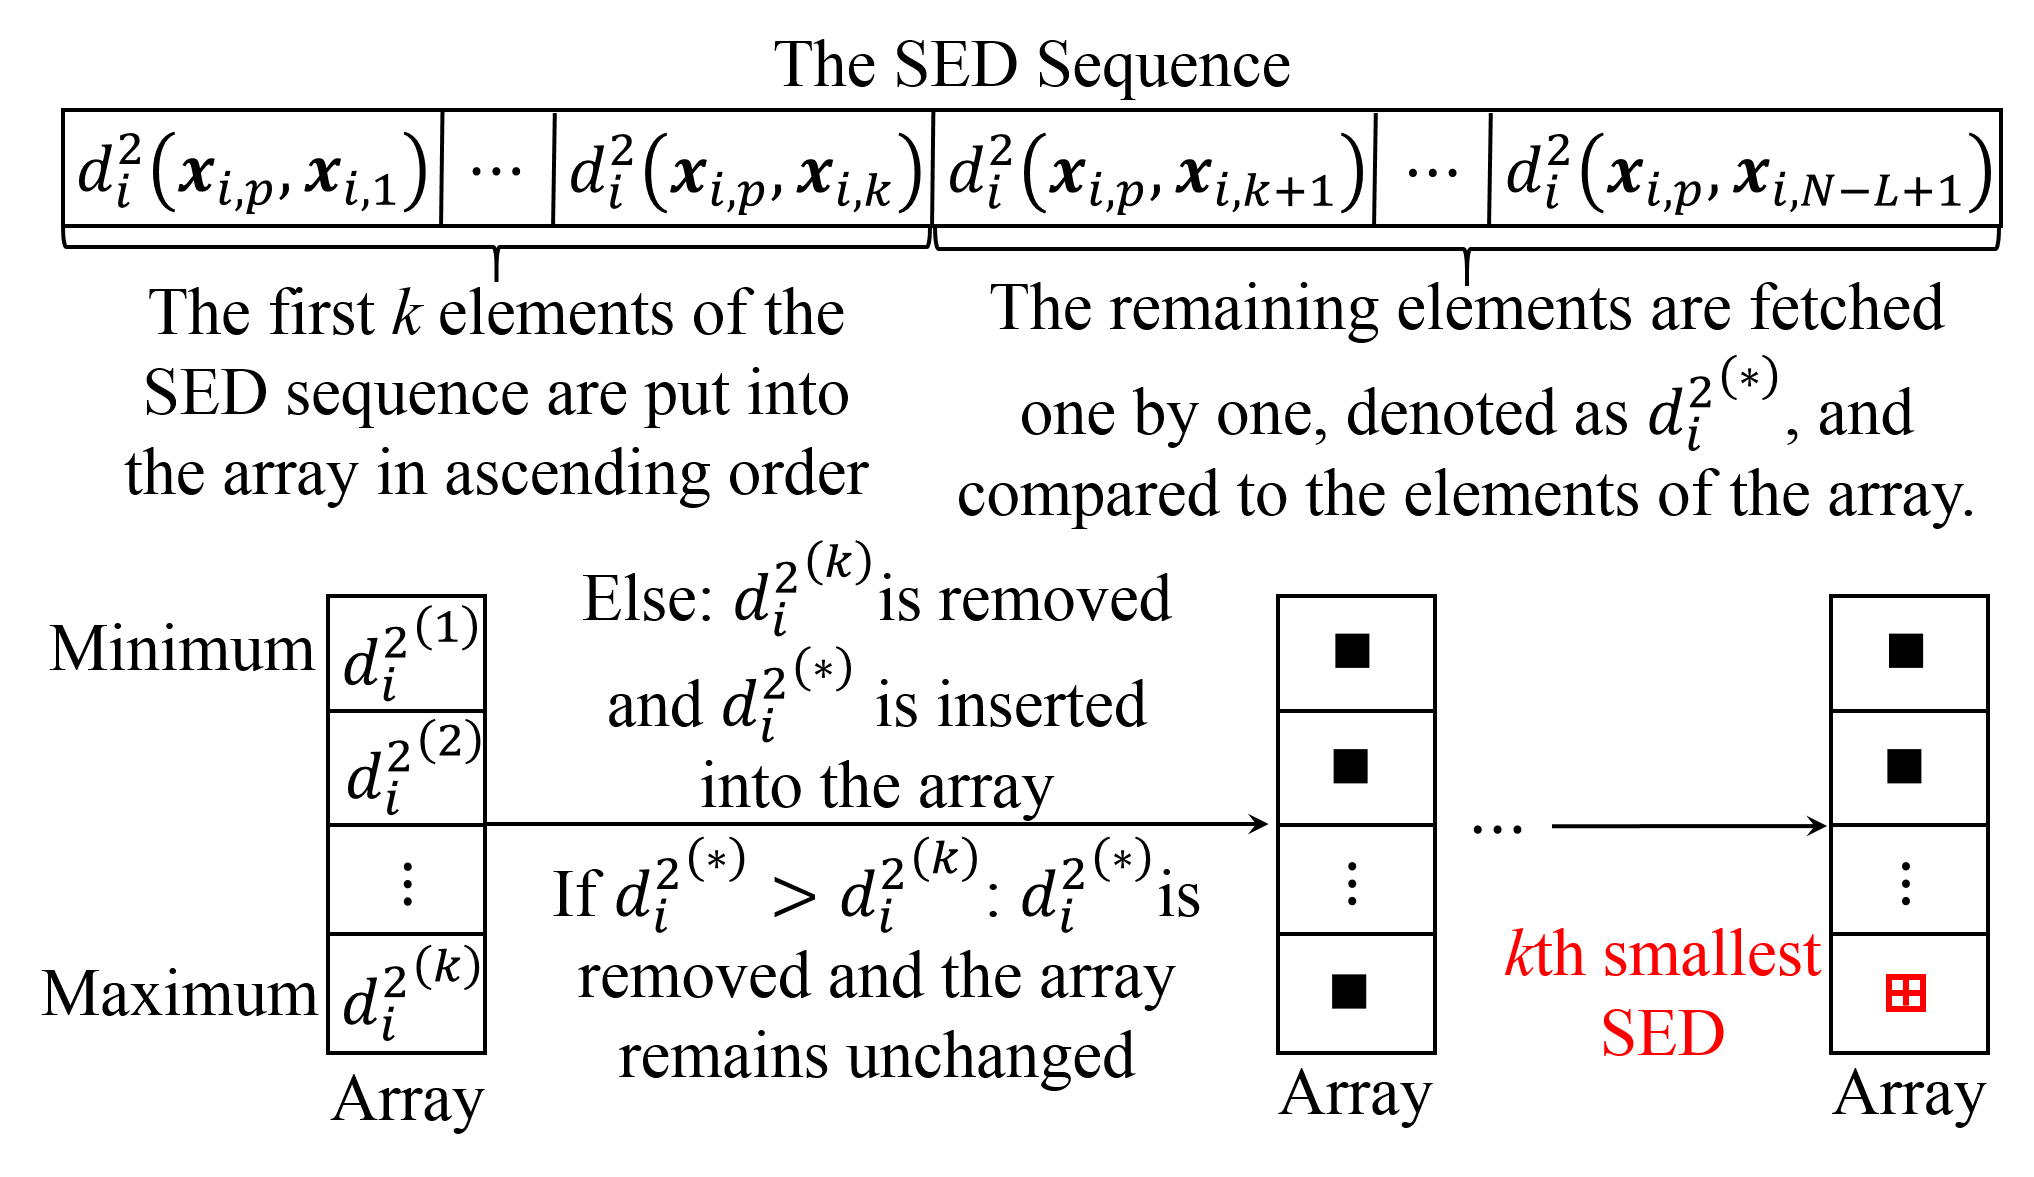 The SED Sequence
d_i^2(x_{i,p}, x_{i,1}) ⋯ d_i^2(x_{i,p}, x_{i,k}) d_i^2(x_{i,p}, x_{i,k+1}) ⋯ d_i^2(x_{i,p}, x_{i,N−L+1})
The first k elements of the
SED sequence are put into
the array in ascending order
The remaining elements are fetched
one by one, denoted as d_i^{2(∗)}, and
compared to the elements of the array.
Minimum
d_i^{2(1)}
d_i^{2(2)}
⋮
Maximum
d_i^{2(k)}
Array
Else: d_i^{2(k)} is removed
and d_i^{2(∗)} is inserted
into the array
If d_i^{2(∗)} > d_i^{2(k)}: d_i^{2(∗)} is
removed and the array
remains unchanged
■
■
⋮
■
Array
⋯
kth smallest
SED
■
■
⋮
⊞
Array